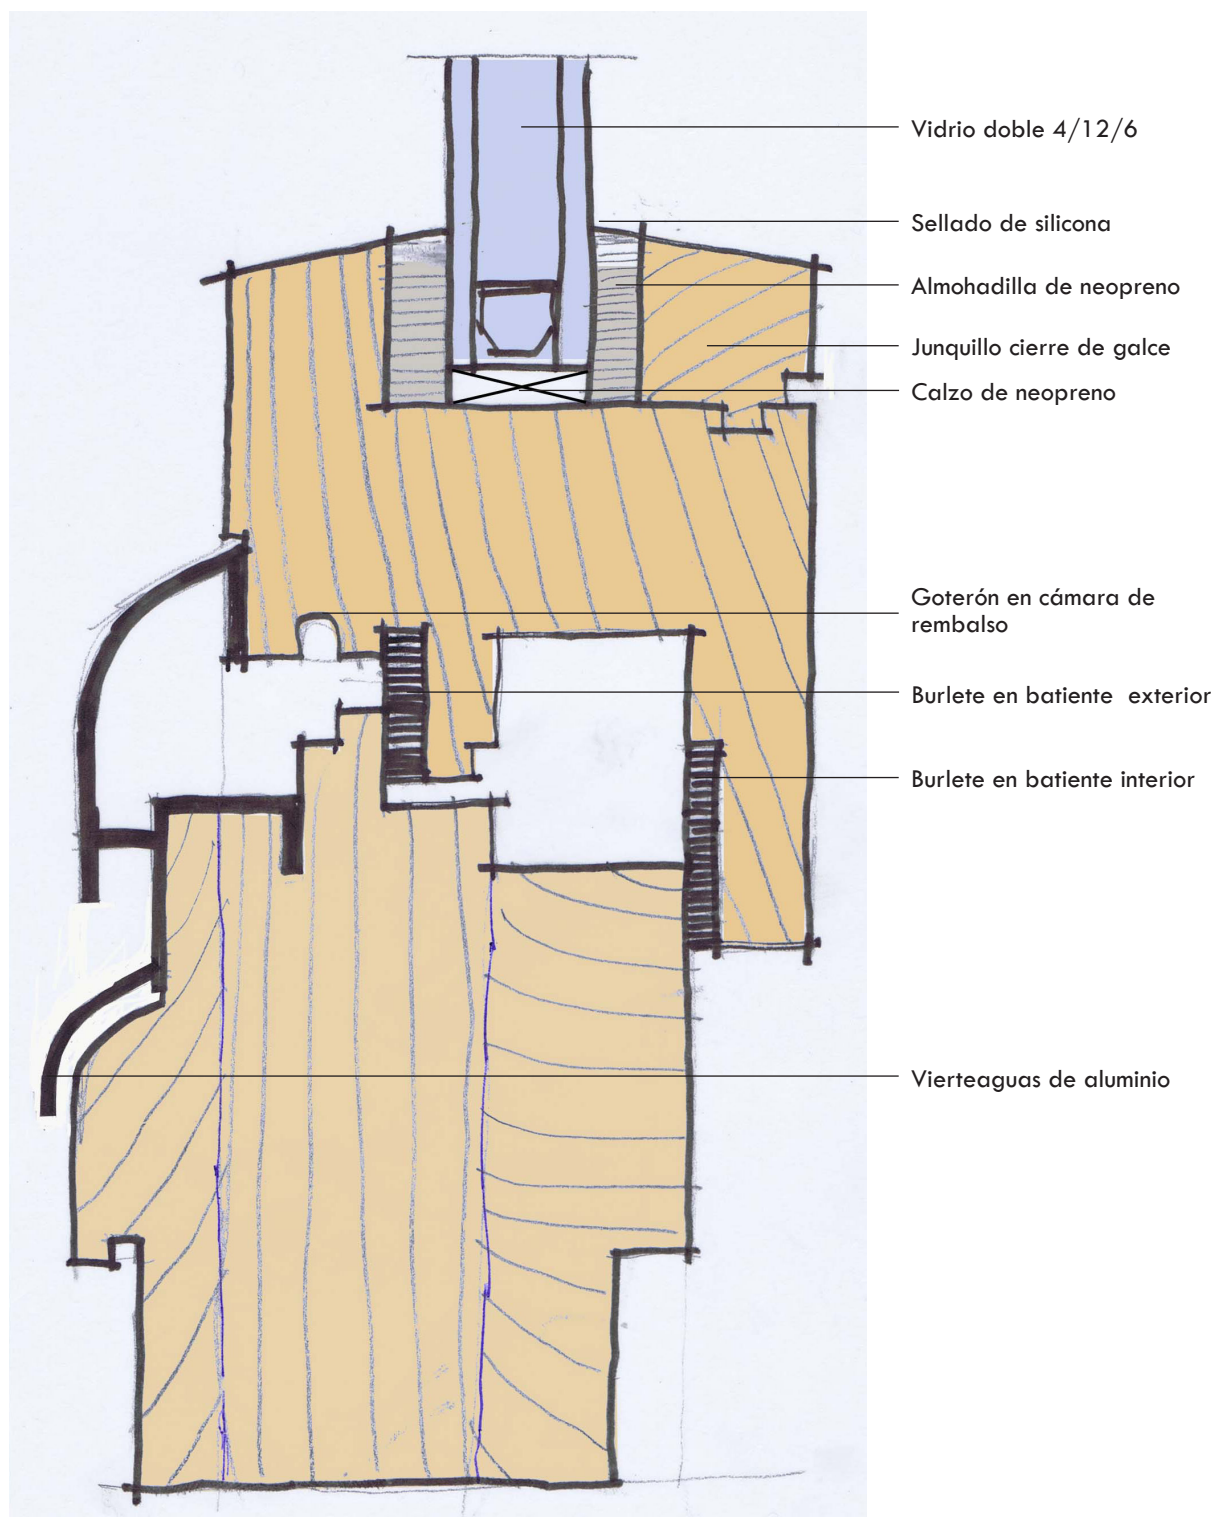 Vidrio doble 4/12/6
Sellado de silicona
Almohadilla de neopreno
Junquillo cierre de galce
Calzo de neopreno
Goterón en cámara de
rembalso
Burlete en batiente exterior
Burlete en batiente interior
Vierteaguas de aluminio